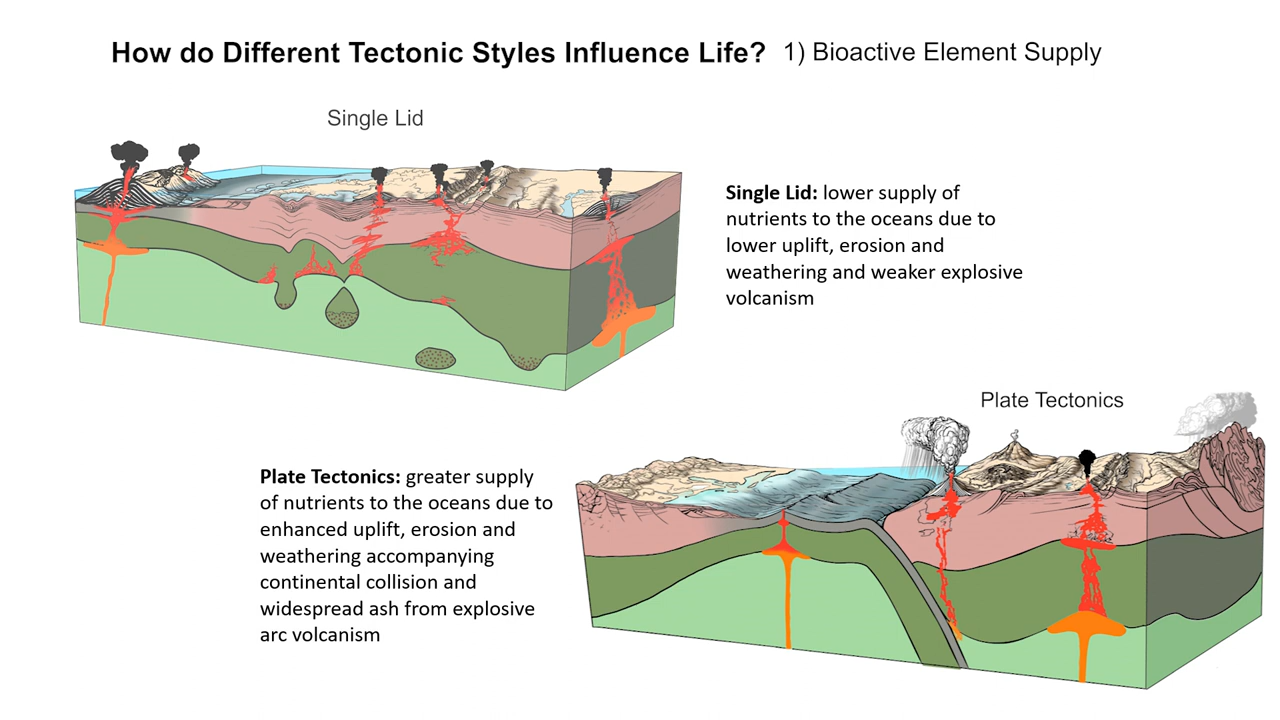 How do Different Tectonic Styles Influence Life? 1) Bioactive Element Supply
Single Lid
Single Lid: lower supply of
nutrients to the oceans due to
lower uplift, erosion and
weathering and weaker explosive
volcanism
Plate Tectonics
Plate Tectonics: greater supply
of nutrients to the oceans due to
enhanced uplift, erosion and
weathering accompanying
continental collision and
widespread ash from explosive
arc volcanism